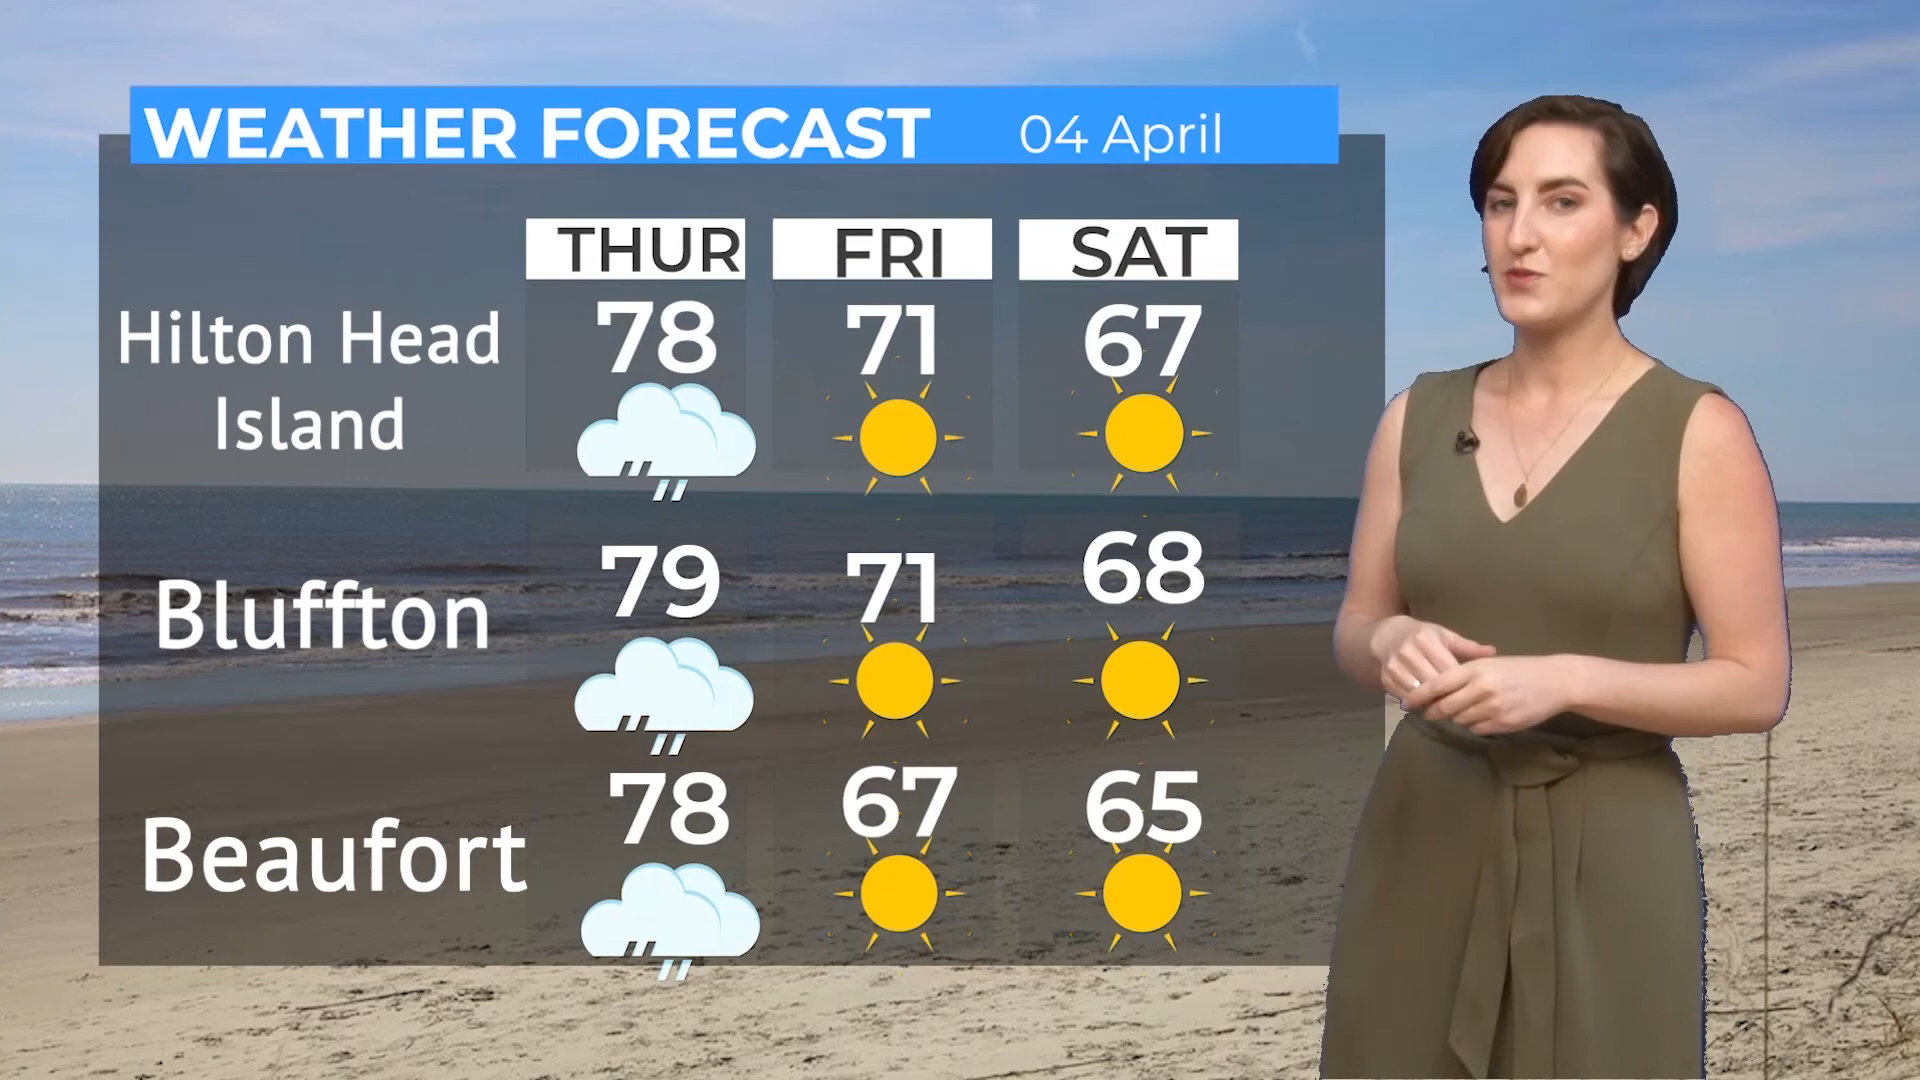 WEATHER FORECAST 04 April
THUR FRI SAT
Hilton Head
Island
78 71 67
Bluffton
79 71 68
Beaufort
78 67 65